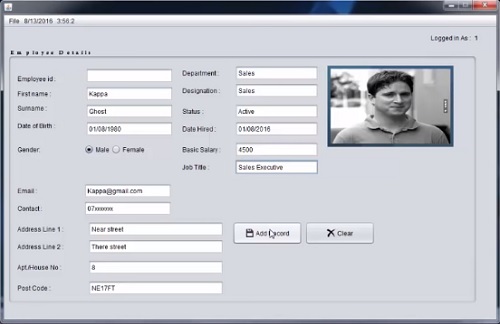 File 8/13/2016 3:56:2
Logged in As : 1
Employee Details
Employee id :
First name : Kappa
Surname : Ghost
Date of Birth : 01/08/1980
Gender: Male Female
Department : Sales
Designation : Sales
Status : Active
Date Hired : 01/08/2016
Basic Salary : 4500
Job Title : Sales Executive
Email : Kappa@gmail.com
Contact : 07xxxxxx
Address Line 1 : Near street
Address Line 2 : There street
Apt./House No : 8
Post Code : NE17FT
Add Record
Clear